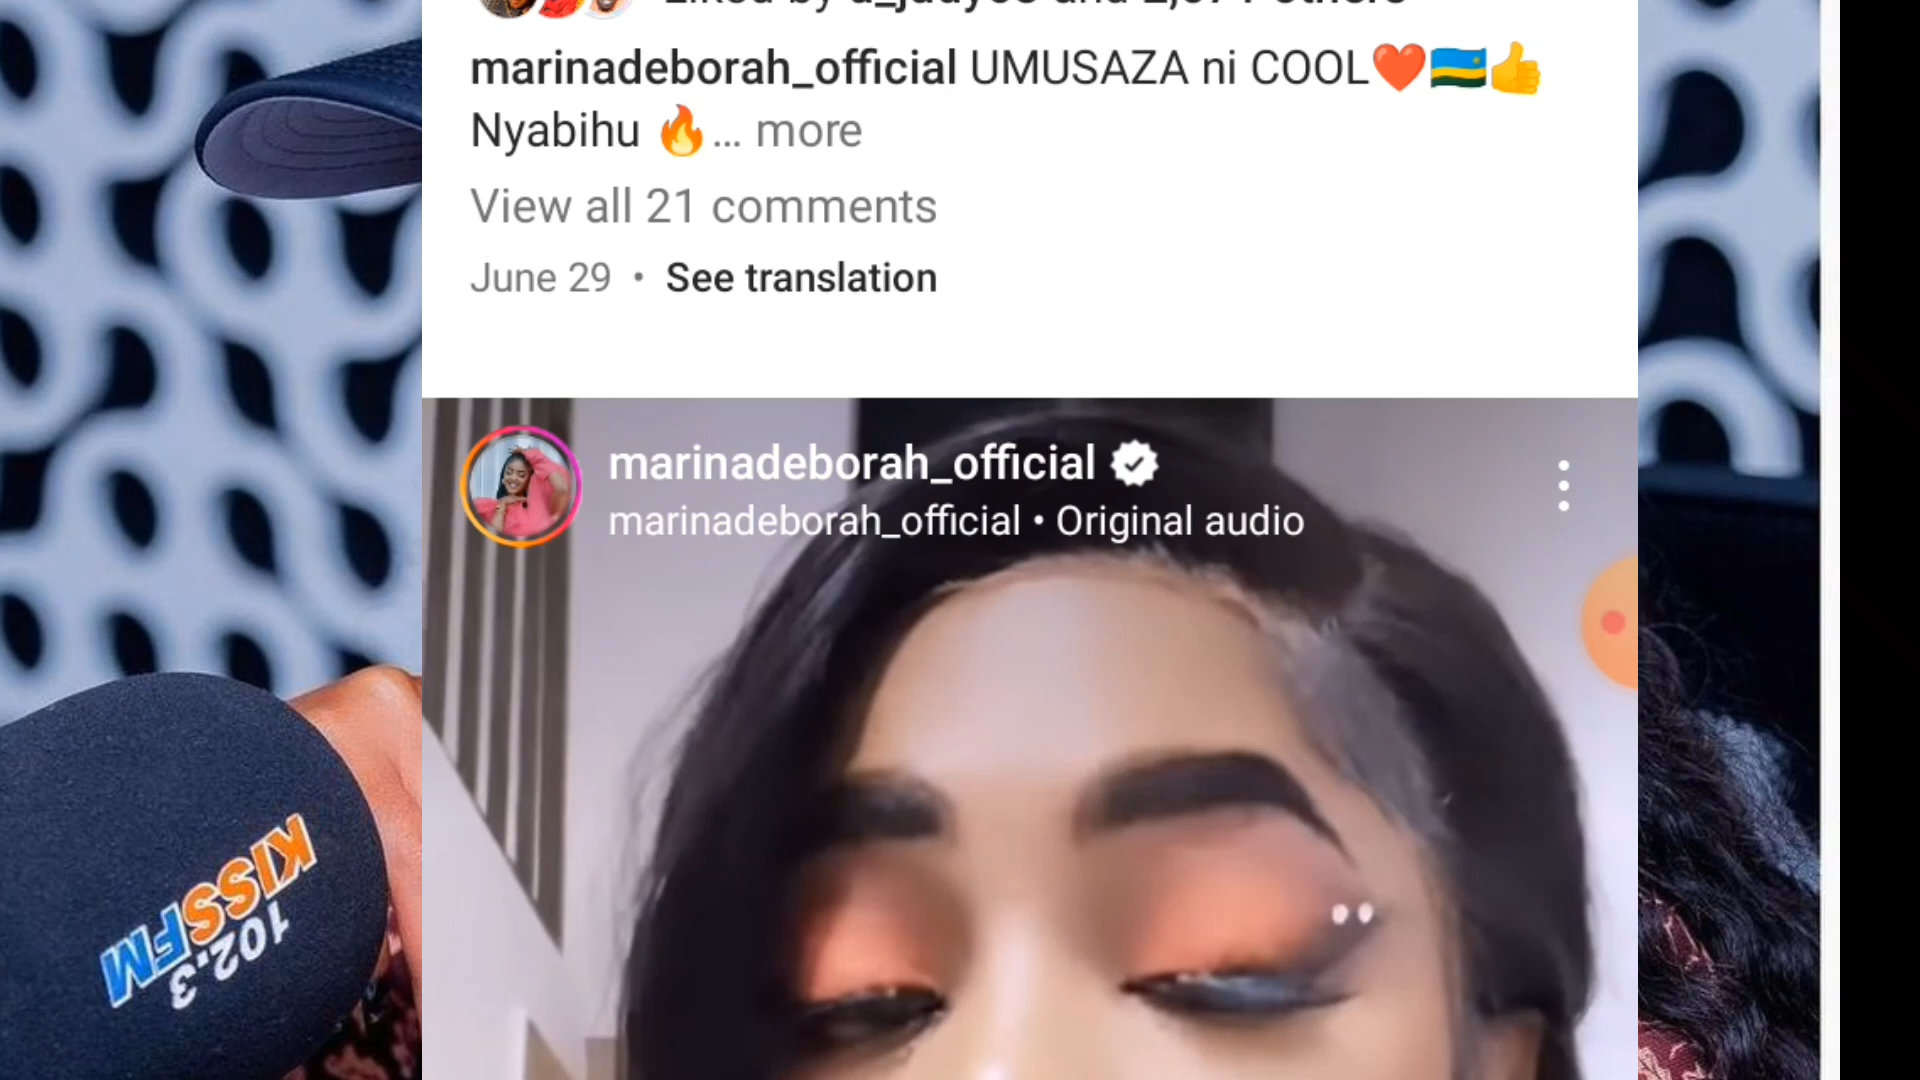 marinadeborah_official UMUSAZA ni COOL❤️🇷🇼👍
Nyabihu 🔥... more
View all 21 comments
June 29 • See translation
marinadeborah_official
marinadeborah_official • Original audio
KISSFM
102.3